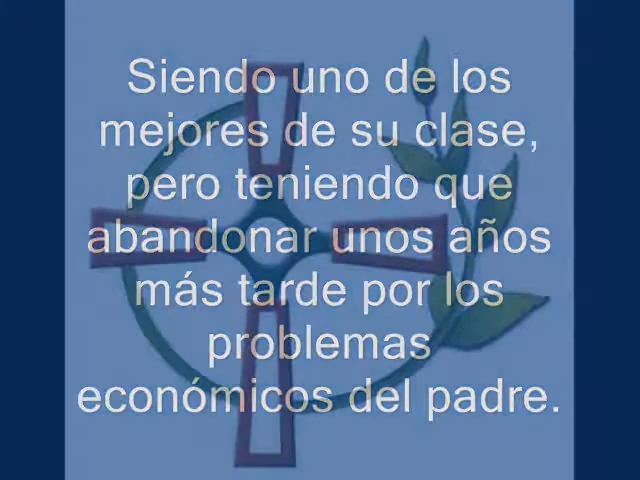 Siendo uno de los
mejores de su clase,
pero teniendo que
abandonar unos años
más tarde por los
problemas
económicos del padre.